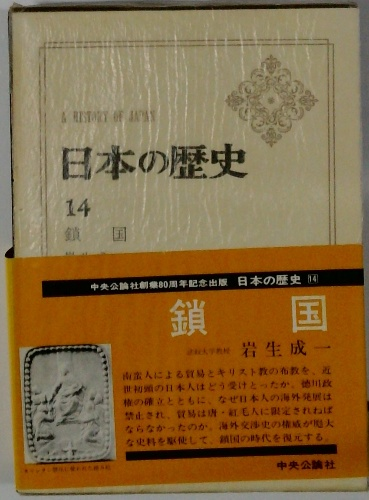 A HISTORY OF JAPAN
日本の歴史
14
鎖 国
中央公論社創業80周年記念出版 日本の歴史 14
鎖 国
法政大学教授 岩生成一
南蛮人による貿易とキリスト教の布教を、近
世初頭の日本人はどう受けとったか。徳川政
権の確立とともに、なぜ日本人の海外発展は
禁止され、貿易は唐・紅毛人に限定されねば
ならなかったのか。海外交渉史の権威が厖大
な史料を駆使して、鎖国の時代を復元する。
中央公論社